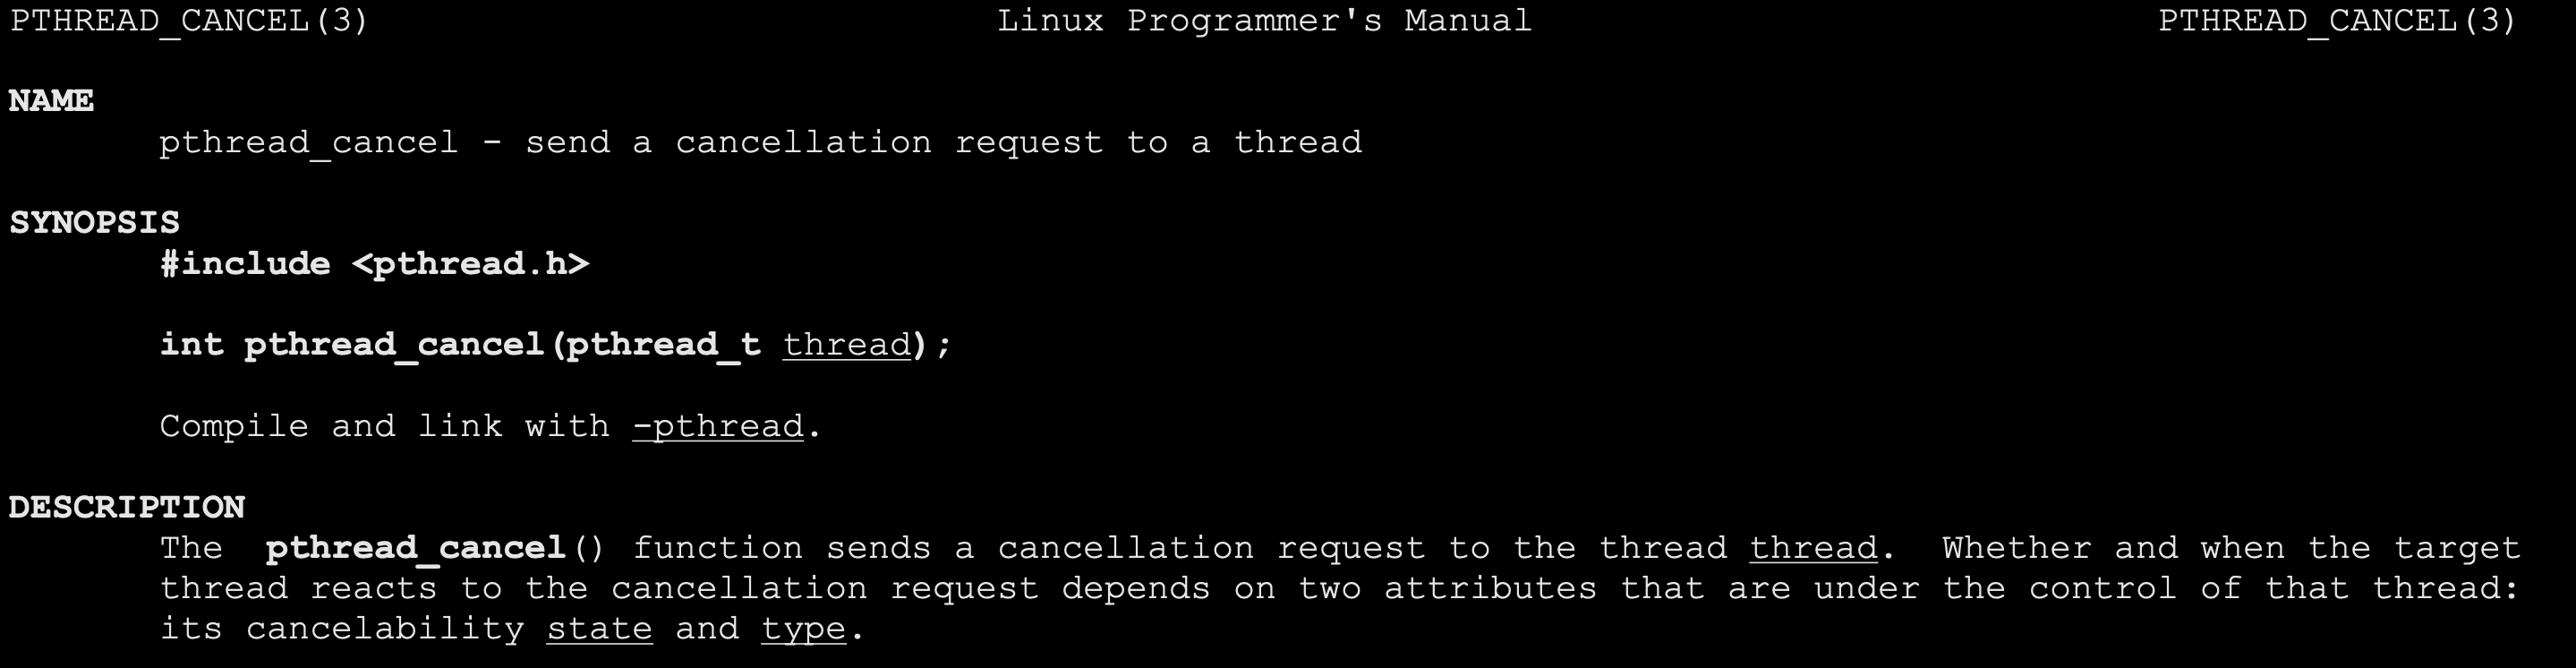 PTHREAD_CANCEL(3) Linux Programmer's Manual PTHREAD_CANCEL(3)
NAME
pthread_cancel - send a cancellation request to a thread
SYNOPSIS
#include <pthread.h>
int pthread_cancel(pthread_t thread);
Compile and link with -pthread.
DESCRIPTION
The pthread_cancel() function sends a cancellation request to the thread thread. Whether and when the target
thread reacts to the cancellation request depends on two attributes that are under the control of that thread:
its cancelability state and type.